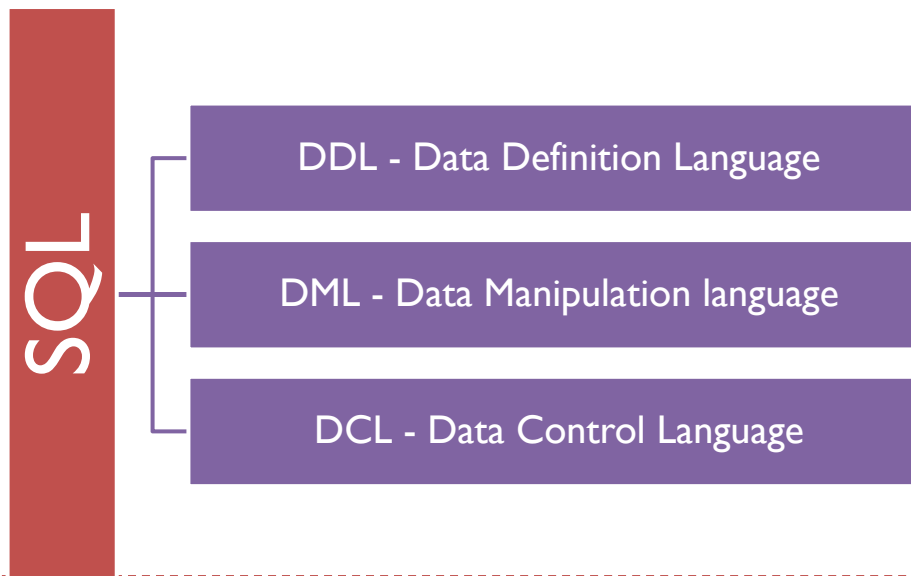 SQL
DDL - Data Definition Language
DML - Data Manipulation language
DCL - Data Control Language